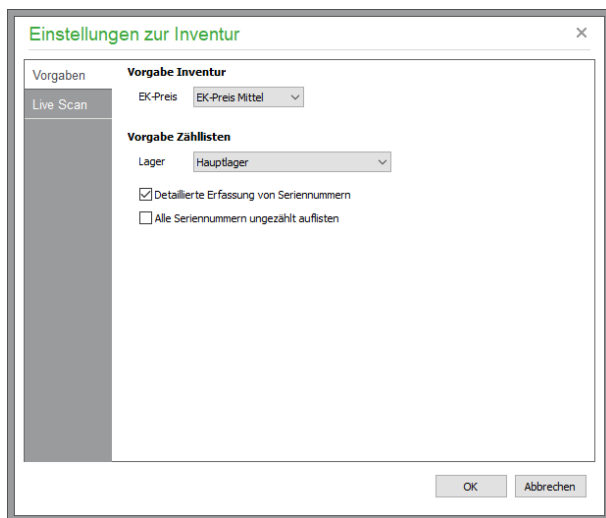 Einstellungen zur Inventur
Vorgaben
Live Scan
Vorgabe Inventur
EK-Preis EK-Preis Mittel
Vorgabe Zähllisten
Lager Hauptlager
Detaillierte Erfassung von Seriennummern
Alle Seriennummern ungezählt auflisten
OK Abbrechen